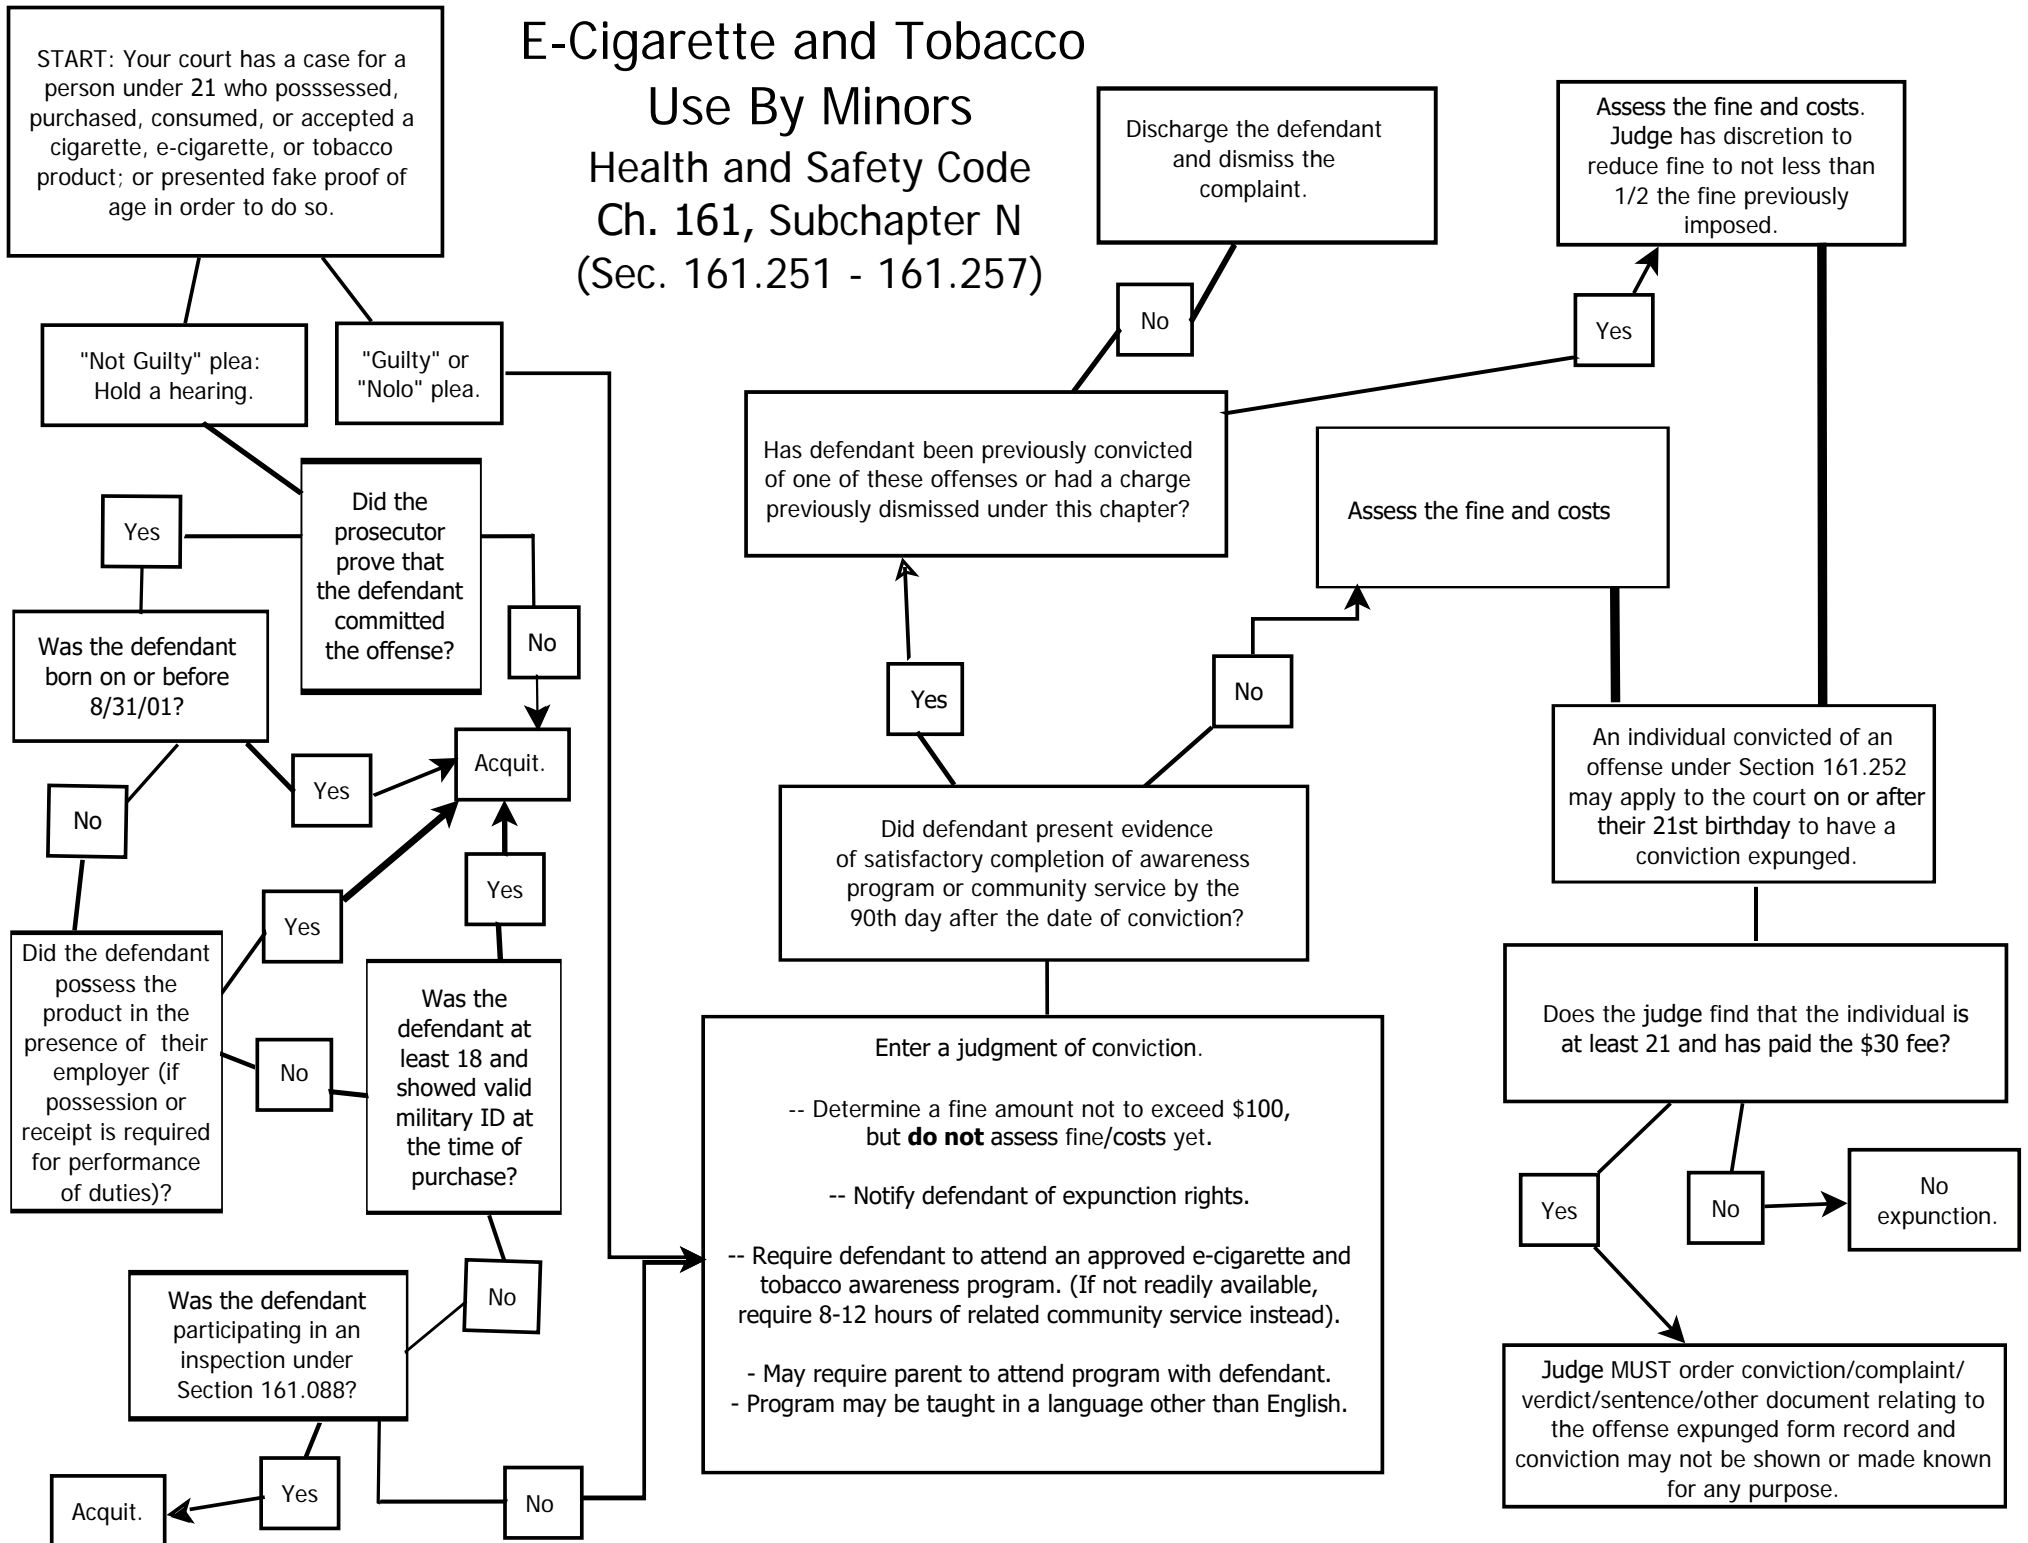 E-Cigarette and Tobacco
Use By Minors
Health and Safety Code
Ch. 161, Subchapter N
(Sec. 161.251 - 161.257)
START: Your court has a case for a
person under 21 who posssessed,
purchased, consumed, or accepted a
cigarette, e-cigarette, or tobacco
product; or presented fake proof of
age in order to do so.
"Not Guilty" plea:
Hold a hearing.
"Guilty" or
"Nolo" plea.
Did the
prosecutor
prove that
the defendant
committed
the offense?
Yes
No
Was the defendant
born on or before
8/31/01?
Yes
No
Acquit.
Did the defendant
possess the
product in the
presence of their
employer (if
possession or
receipt is required
for performance
of duties)?
Yes
No
Was the
defendant at
least 18 and
showed valid
military ID at
the time of
purchase?
Yes
No
Was the defendant
participating in an
inspection under
Section 161.088?
Yes
Acquit.
No
Enter a judgment of conviction.
-- Determine a fine amount not to exceed $100,
but do not assess fine/costs yet.
-- Notify defendant of expunction rights.
-- Require defendant to attend an approved e-cigarette and
tobacco awareness program. (If not readily available,
require 8-12 hours of related community service instead).
- May require parent to attend program with defendant.
- Program may be taught in a language other than English.
Did defendant present evidence
of satisfactory completion of awareness
program or community service by the
90th day after the date of conviction?
Yes
No
Has defendant been previously convicted
of one of these offenses or had a charge
previously dismissed under this chapter?
No
Discharge the defendant
and dismiss the
complaint.
Yes
Assess the fine and costs.
Judge has discretion to
reduce fine to not less than
1/2 the fine previously
imposed.
Assess the fine and costs
An individual convicted of an
offense under Section 161.252
may apply to the court on or after
their 21st birthday to have a
conviction expunged.
Does the judge find that the individual is
at least 21 and has paid the $30 fee?
Yes
No
No
expunction.
Judge MUST order conviction/complaint/
verdict/sentence/other document relating to
the offense expunged form record and
conviction may not be shown or made known
for any purpose.